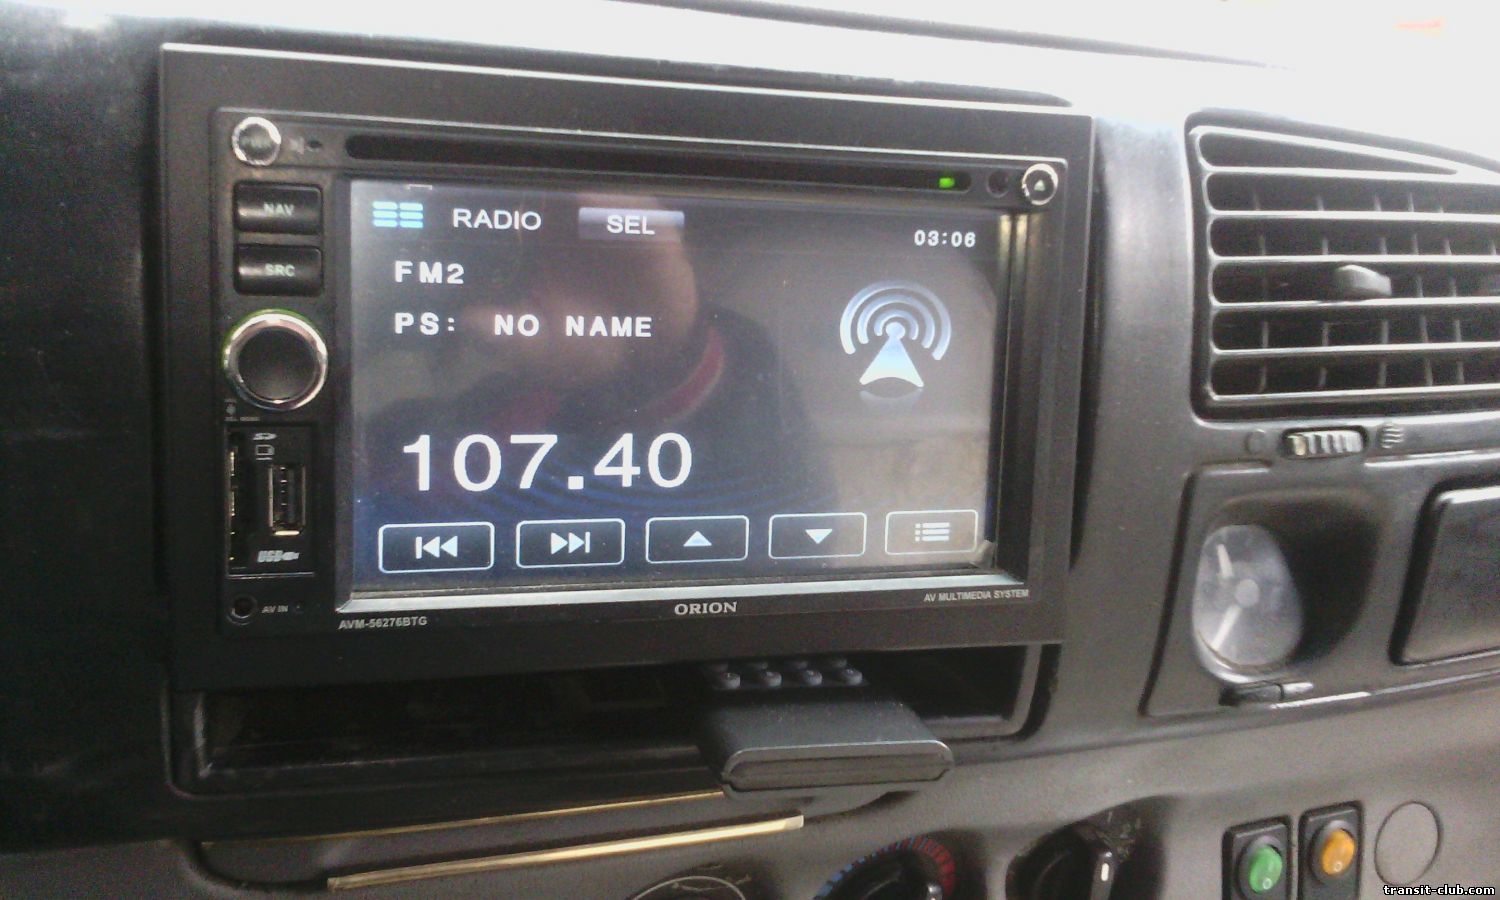 NAV
SRC
RADIO
SEL
03:06
FM2
PS: NO NAME
107.40
USB
AV IN
AVM-56276BTG
ORION
AV MULTIMEDIA SYSTEM
transit-club.com